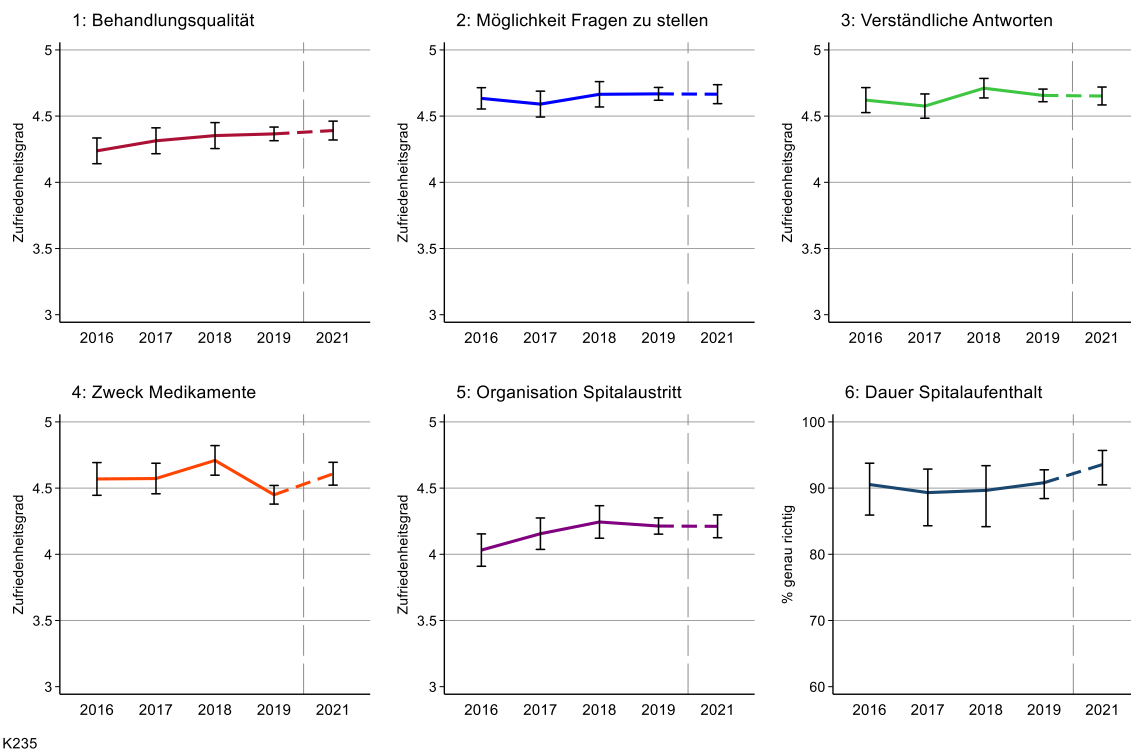 1: Behandlungsqualität
Zufriedenheitsgrad
5
4.5
4
3.5
3
2016 2017 2018 2019 2021
2: Möglichkeit Fragen zu stellen
Zufriedenheitsgrad
5
4.5
4
3.5
3
2016 2017 2018 2019 2021
3: Verständliche Antworten
Zufriedenheitsgrad
5
4.5
4
3.5
3
2016 2017 2018 2019 2021
4: Zweck Medikamente
Zufriedenheitsgrad
5
4.5
4
3.5
3
2016 2017 2018 2019 2021
5: Organisation Spitalaustritt
Zufriedenheitsgrad
5
4.5
4
3.5
3
2016 2017 2018 2019 2021
6: Dauer Spitalaufenthalt
% genau richtig
100
90
80
70
60
2016 2017 2018 2019 2021
K235